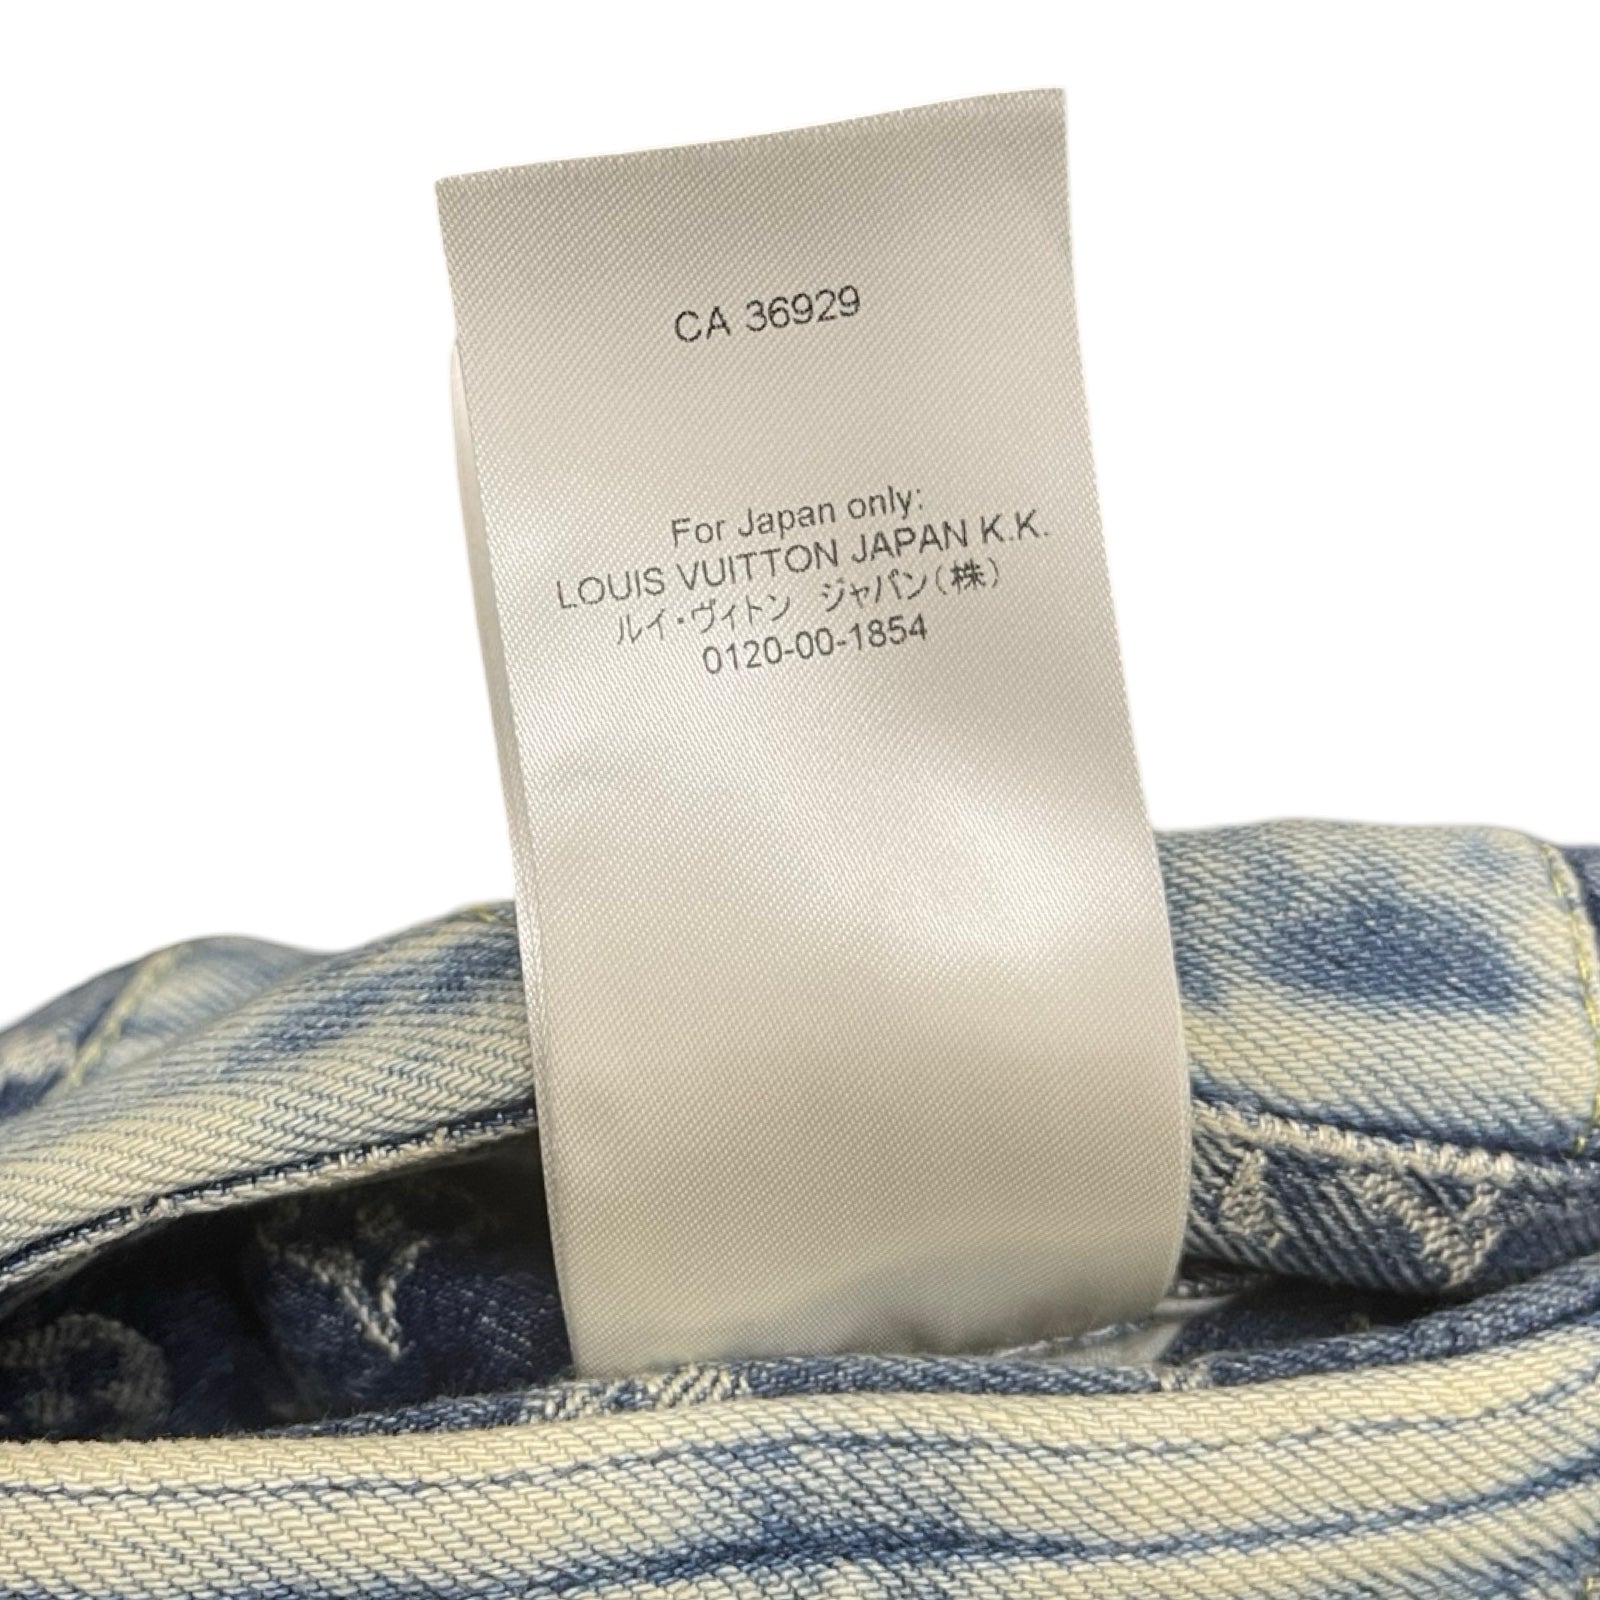 CA 36929
For Japan only:
LOUIS VUITTON JAPAN K.K.
ルイ・ヴィトン ジャパン(株)
0120-00-1854